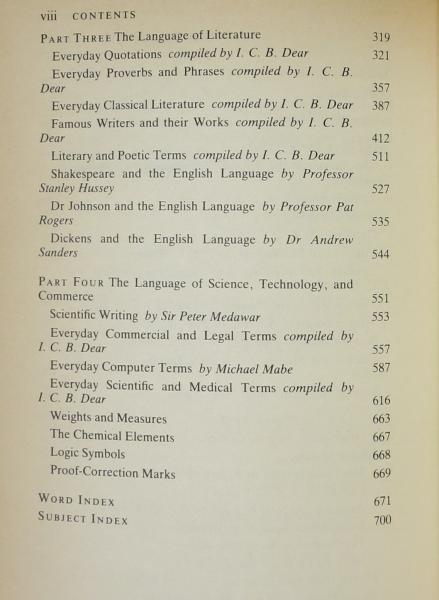 viii CONTENTS
PART THREE The Language of Literature 319
Everyday Quotations compiled by I. C. B. Dear 321
Everyday Proverbs and Phrases compiled by I. C. B.
Dear 357
Everyday Classical Literature compiled by I. C. B. Dear 387
Famous Writers and their Works compiled by I. C. B.
Dear 412
Literary and Poetic Terms compiled by I. C. B. Dear 511
Shakespeare and the English Language by Professor
Stanley Hussey 527
Dr Johnson and the English Language by Professor Pat
Rogers 535
Dickens and the English Language by Dr Andrew
Sanders 544
PART FOUR The Language of Science, Technology, and
Commerce 551
Scientific Writing by Sir Peter Medawar 553
Everyday Commercial and Legal Terms compiled by
I. C. B. Dear 557
Everyday Computer Terms by Michael Mabe 587
Everyday Scientific and Medical Terms compiled by
I. C. B. Dear 616
Weights and Measures 663
The Chemical Elements 667
Logic Symbols 668
Proof-Correction Marks 669
WORD INDEX 671
SUBJECT INDEX 700